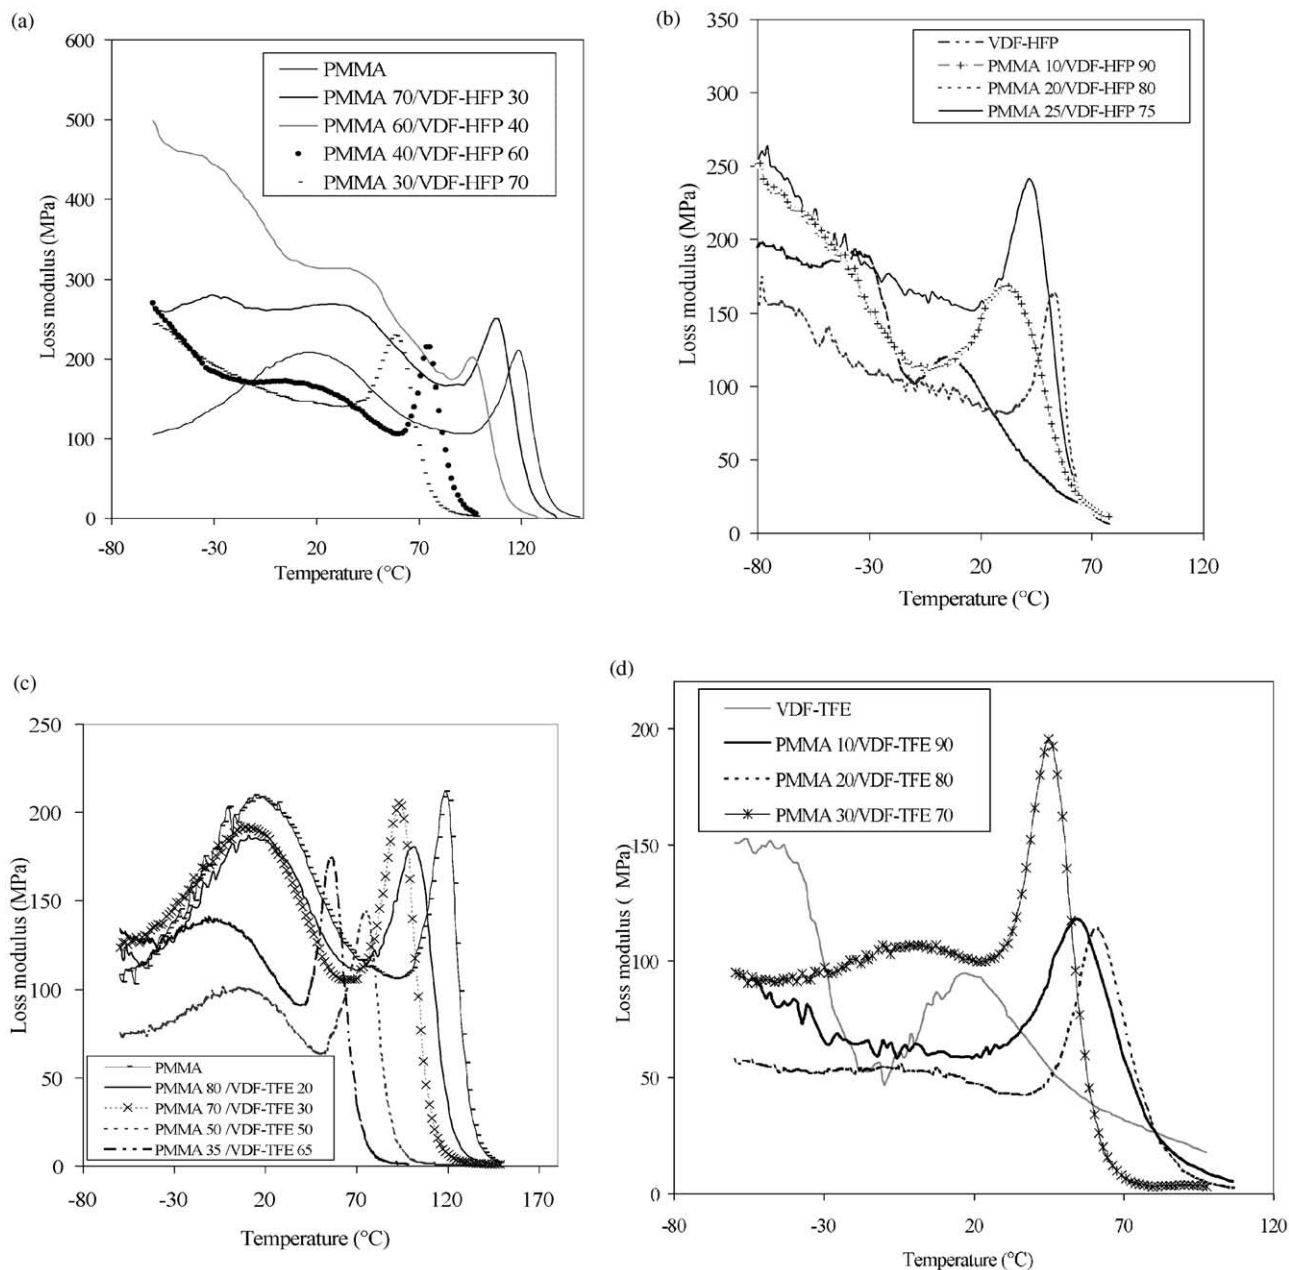 (a)
600
500
400
300
200
100
0
Loss modulus (MPa)
PMMA
PMMA 70/VDF-HFP 30
PMMA 60/VDF-HFP 40
PMMA 40/VDF-HFP 60
PMMA 30/VDF-HFP 70
-80 -30 20 70 120
Temperature (°C)
(b)
350
300
250
200
150
100
50
0
Loss modulus (MPa)
VDF-HFP
PMMA 10/VDF-HFP 90
PMMA 20/VDF-HFP 80
PMMA 25/VDF-HFP 75
-80 -30 20 70 120
Temperature (°C)
(c)
250
200
150
100
50
0
Loss modulus (MPa)
PMMA
PMMA 80 /VDF-TFE 20
PMMA 70 /VDF-TFE 30
PMMA 50 /VDF-TFE 50
PMMA 35 /VDF-TFE 65
-80 -30 20 70 120 170
Temperature (°C)
(d)
200
150
100
50
0
Loss modulus ( MPa)
VDF-TFE
PMMA 10/VDF-TFE 90
PMMA 20/VDF-TFE 80
PMMA 30/VDF-TFE 70
-80 -30 20 70 120
Temperature (°C)